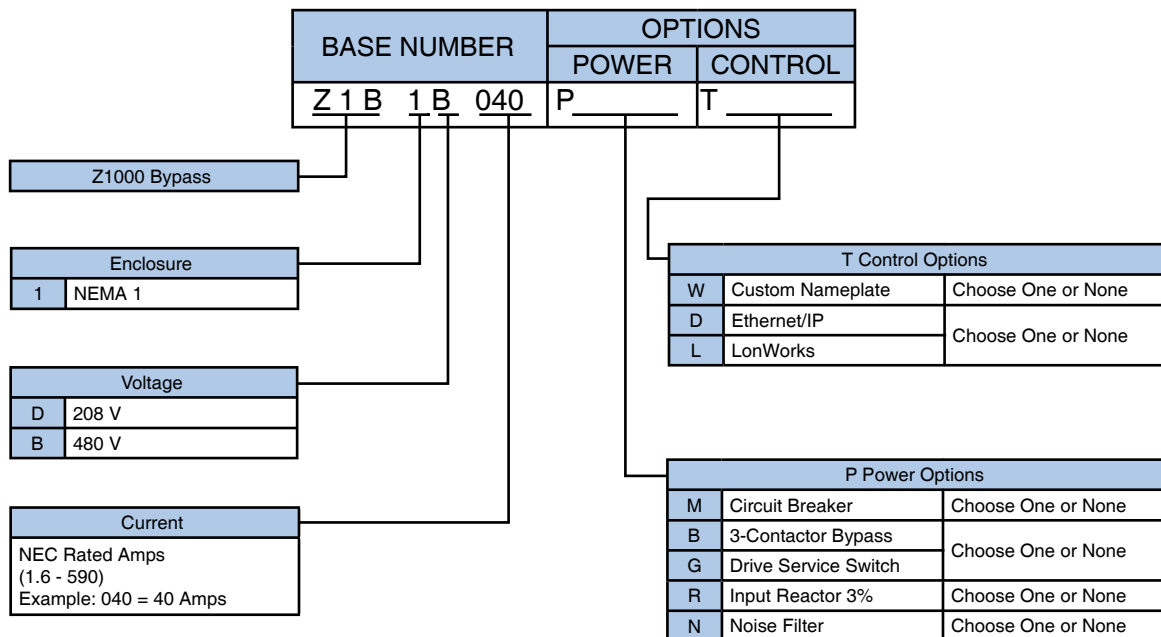 BASE NUMBER
OPTIONS
POWER
CONTROL
Z 1 B 1 B 040
P
T
Z1000 Bypass
Enclosure
1 NEMA 1
Voltage
D 208 V
B 480 V
Current
NEC Rated Amps
(1.6 - 590)
Example: 040 = 40 Amps
T Control Options
W Custom Nameplate Choose One or None
D Ethernet/IP
Choose One or None
L LonWorks
P Power Options
M Circuit Breaker Choose One or None
B 3-Contactor Bypass
Choose One or None
G Drive Service Switch
R Input Reactor 3% Choose One or None
N Noise Filter Choose One or None